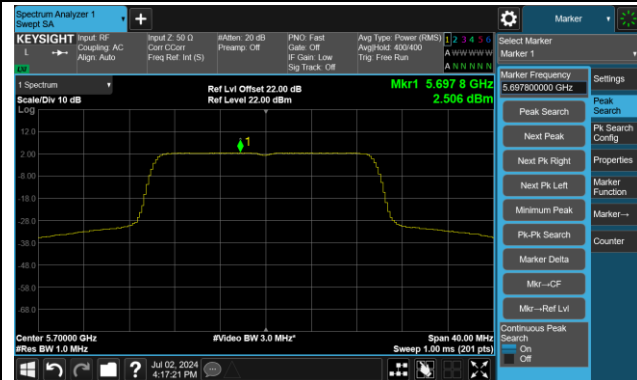 Spectrum Analyzer 1
Swept SA
+
Marker
KEYSIGHT
Input: RF
Coupling: AC
Align: Auto
Input Z: 50 Ω
Corr CCorr
Freq Ref: Int (S)
#Atten: 20 dB
Preamp: Off
PNO: Fast
Gate: Off
IF Gain: Low
Sig Track: Off
Avg Type: Power (RMS)
Avg|Hold: 400/400
Trig: Free Run
1 2 3 4 5 6
A W W W W W
A N N N N N
L
Select Marker
Marker 1
1 Spectrum
Scale/Div 10 dB
Log
Ref Lvl Offset 22.00 dB
Ref Level 22.00 dBm
Mkr1 5.697 8 GHz
2.506 dBm
12.0
2.00
-8.00
-18.0
-28.0
-38.0
-48.0
-58.0
-68.0
1
Center 5.70000 GHz
#Res BW 1.0 MHz
#Video BW 3.0 MHz*
Span 40.00 MHz
Sweep 1.00 ms (201 pts)
Marker Frequency
5.697800000 GHz
Peak Search
Next Peak
Next Pk Right
Next Pk Left
Minimum Peak
Pk-Pk Search
Marker Delta
Mkr→CF
Mkr→Ref Lvl
Continuous Peak
Search
On
Off
Settings
Peak
Search
Pk Search
Config
Properties
Marker
Function
Marker→
Counter
?
Jul 02, 2024
4:17:21 PM